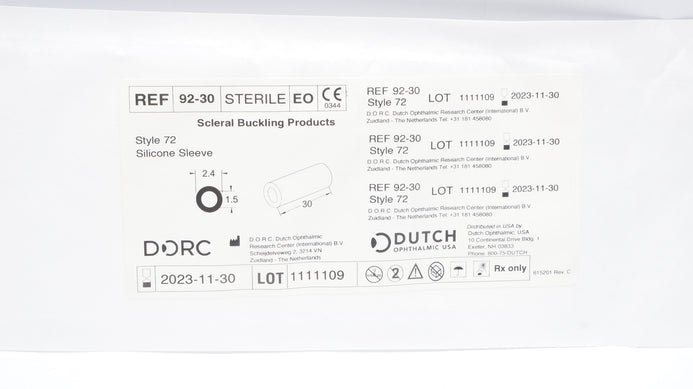 REF 92-30 STERILE EO CE 0344
Scleral Buckling Products
Style 72
Silicone Sleeve
2.4
1.5
30
DORC
D.O.R.C. Dutch Ophthalmic
Research Center (International) B.V.
Scheijdelveweg 2, 3214 VN
Zuidland - The Netherlands
2023-11-30 LOT 1111109
REF 92-30
Style 72 LOT 1111109 2023-11-30
D.O.R.C. Dutch Ophthalmic Research Center (International) B.V.
Zuidland - The Netherlands Tel: +31 181 458080
REF 92-30
Style 72 LOT 1111109 2023-11-30
D.O.R.C. Dutch Ophthalmic Research Center (International) B.V.
Zuidland - The Netherlands Tel: +31 181 458080
REF 92-30
Style 72 LOT 1111109 2023-11-30
D.O.R.C. Dutch Ophthalmic Research Center (International) B.V.
Zuidland - The Netherlands Tel: +31 181 458080
DUTCH
OPHTHALMIC USA
Distributed in USA by
Dutch Ophthalmic, USA
10 Continental Drive Bldg. 1
Exeter, NH 03833
Phone: 800-75-DUTCH
2
Rx only
615201 Rev. C